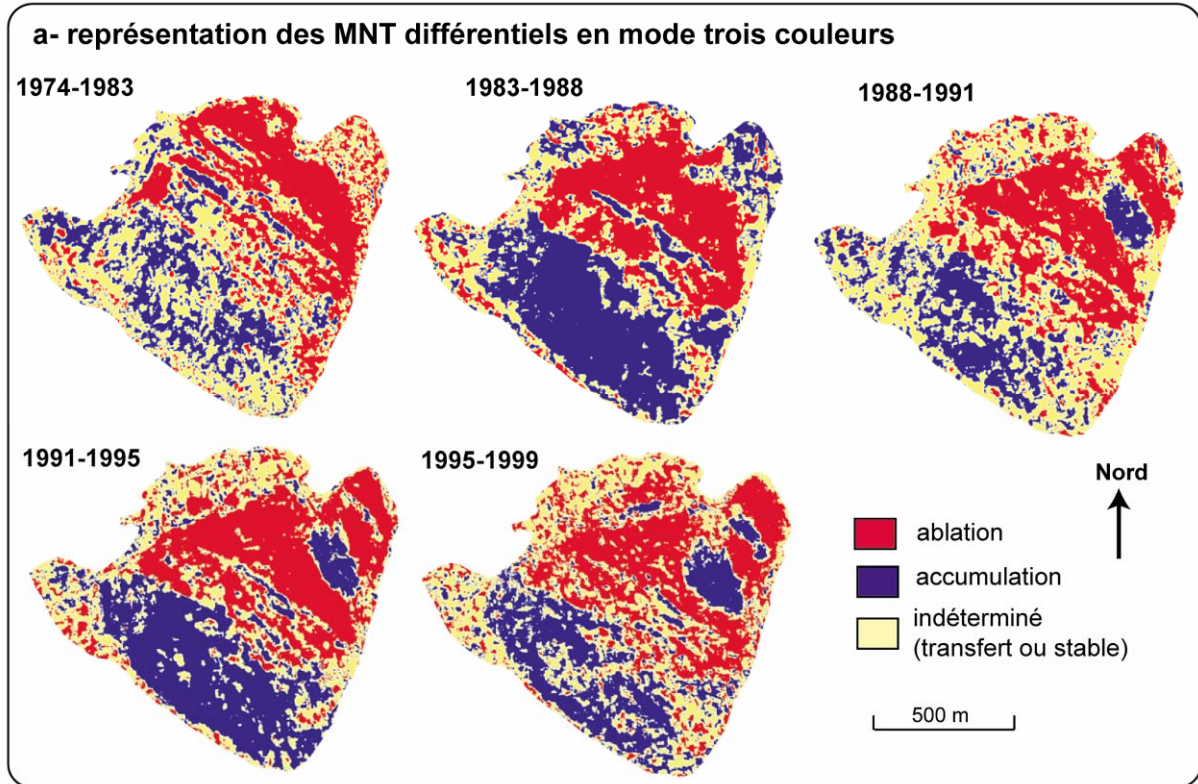 a- représentation des MNT différentiels en mode trois couleurs
1974-1983
1983-1988
1988-1991
1991-1995
1995-1999
Nord
ablation
accumulation
indéterminé
(transfert ou stable)
500 m